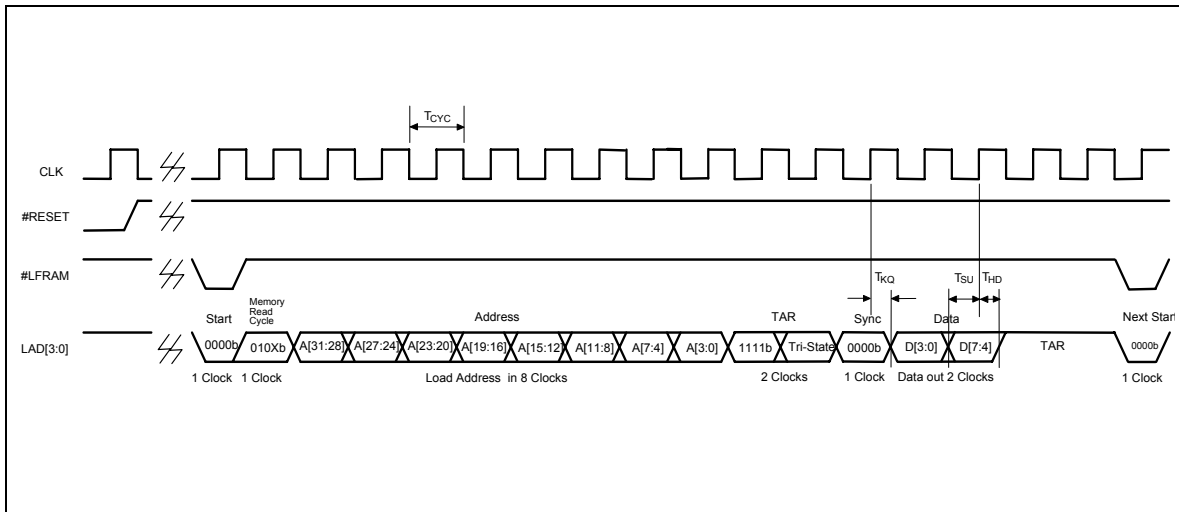 TCYC
CLK
#RESET
#LFRAM
TKQ TSU THD
Start Memory Read Cycle Address TAR Sync Data Next Start
LAD[3:0] 0000b 010Xb A[31:28] A[27:24] A[23:20] A[19:16] A[15:12] A[11:8] A[7:4] A[3:0] 1111b Tri-State 0000b D[3:0] D[7:4] TAR 0000b
1 Clock 1 Clock Load Address in 8 Clocks 2 Clocks 1 Clock Data out 2 Clocks 1 Clock